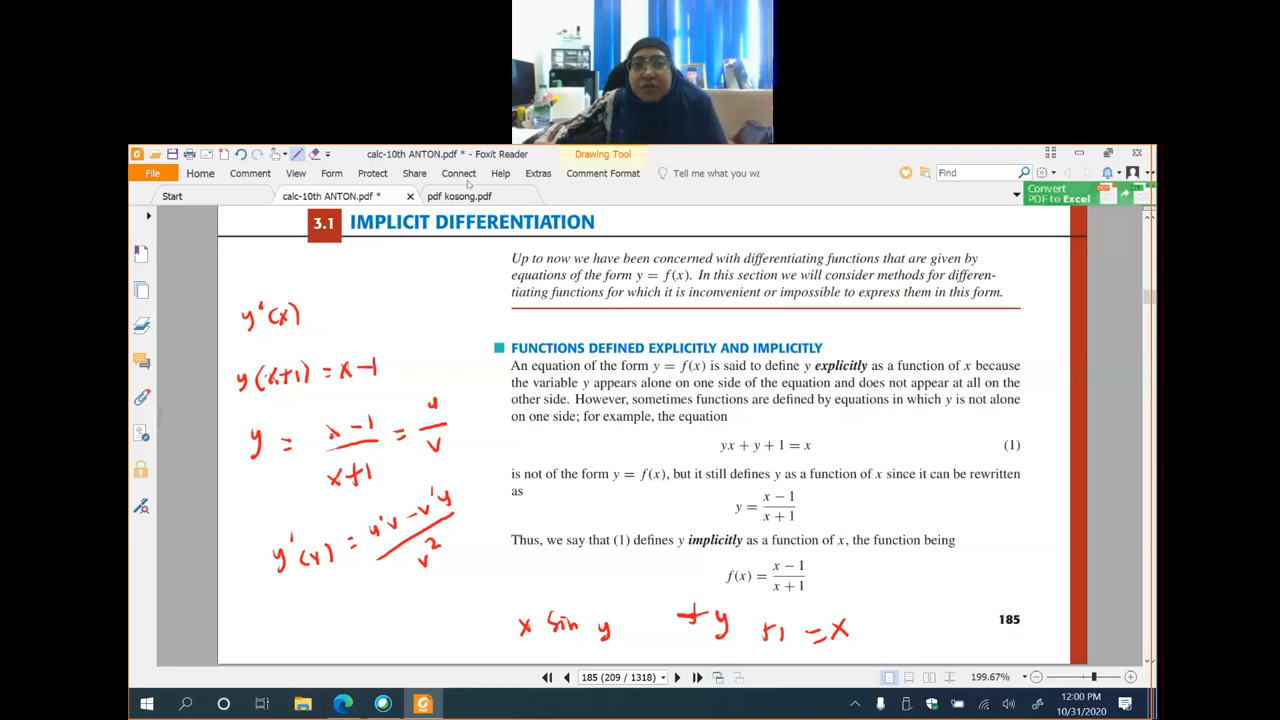 calc-10th ANTON.pdf * - Foxit Reader
Drawing Tool
File Home Comment View Form Protect Share Connect Help Extras Comment Format Tell me what you wa Find
Start calc-10th ANTON.pdf * pdf kosong.pdf
Convert
PDF to Excel
3.1 IMPLICIT DIFFERENTIATION
Up to now we have been concerned with differentiating functions that are given by
equations of the form y = f(x). In this section we will consider methods for differen-
tiating functions for which it is inconvenient or impossible to express them in this form.
y'(x)
y(x+1) = x-1
y = x-1 / x+1 = u / v
y'(x) = u'v - v'u / v²
FUNCTIONS DEFINED EXPLICITLY AND IMPLICITLY
An equation of the form y = f(x) is said to define y explicitly as a function of x because
the variable y appears alone on one side of the equation and does not appear at all on the
other side. However, sometimes functions are defined by equations in which y is not alone
on one side; for example, the equation
yx + y + 1 = x (1)
is not of the form y = f(x), but it still defines y as a function of x since it can be rewritten
as
y = x − 1 / x + 1
Thus, we say that (1) defines y implicitly as a function of x, the function being
f(x) = x − 1 / x + 1
x sin y + y +1 = x
185
185 (209 / 1318) 199.67%
12:00 PM
10/31/2020